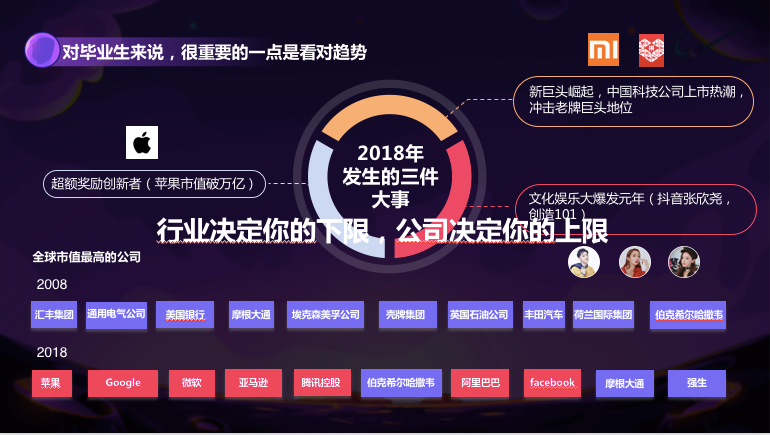 对毕业生来说，很重要的一点是看对趋势
新巨头崛起，中国科技公司上市热潮，
冲击老牌巨头地位
2018年
发生的三件
大事
超额奖励创新者（苹果市值破万亿）
文化娱乐大爆发元年（抖音张欣尧，
创造101）
行业决定你的下限，公司决定你的上限
全球市值最高的公司
2008
汇丰集团 通用电气公司 美国银行 摩根大通 埃克森美孚公司 壳牌集团 英国石油公司 丰田汽车 荷兰国际集团 伯克希尔哈撒韦
2018
苹果 Google 微软 亚马逊 腾讯控股 伯克希尔哈撒韦 阿里巴巴 facebook 摩根大通 强生